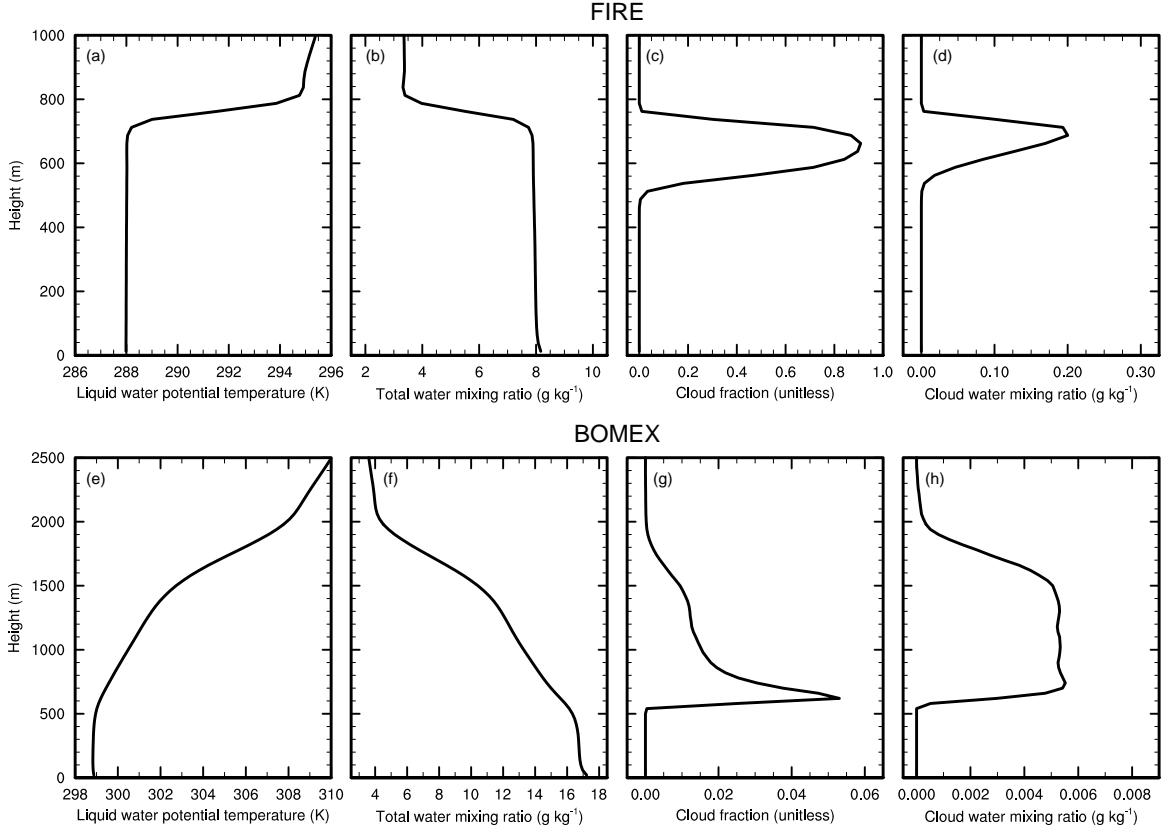 FIRE
(a) (b) (c) (d)
1000
800
600
400
200
0
Height (m)
286 288 290 292 294 296
2 4 6 8 10
0.0 0.2 0.4 0.6 0.8 1.0
0.00 0.10 0.20 0.30
Liquid water potential temperature (K)
Total water mixing ratio (g kg⁻¹)
Cloud fraction (unitless)
Cloud water mixing ratio (g kg⁻¹)
BOMEX
(e) (f) (g) (h)
2500
2000
1500
1000
500
0
Height (m)
298 300 302 304 306 308 310
4 6 8 10 12 14 16 18
0.00 0.02 0.04 0.06
0.000 0.002 0.004 0.006 0.008
Liquid water potential temperature (K)
Total water mixing ratio (g kg⁻¹)
Cloud fraction (unitless)
Cloud water mixing ratio (g kg⁻¹)